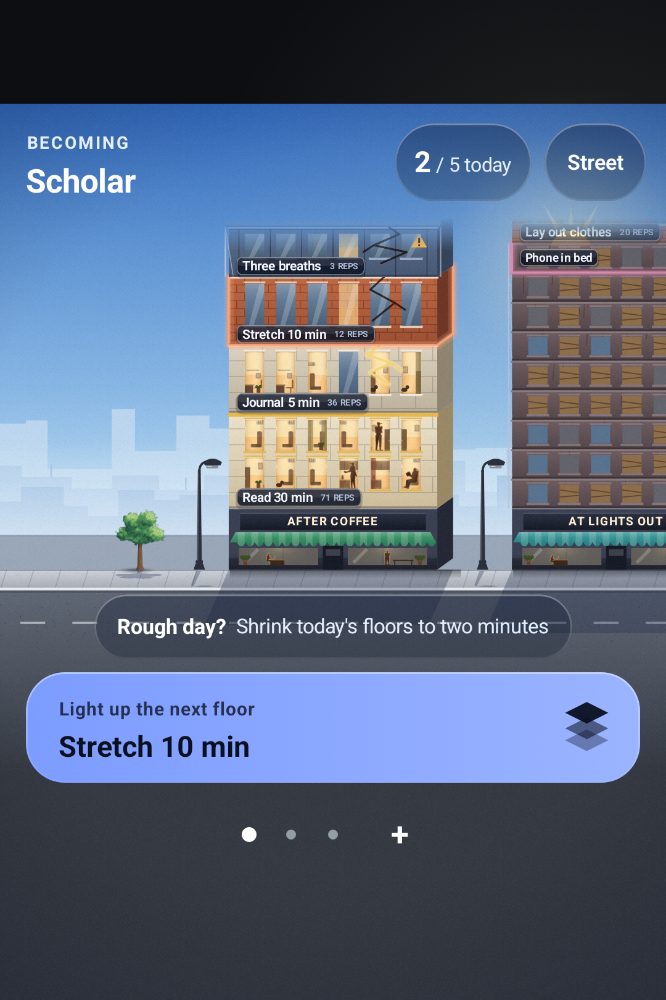 BECOMING
Scholar
2 / 5 today
Street
Lay out clothes 20 REPS
Phone in bed
Three breaths 3 REPS
Stretch 10 min 12 REPS
Journal 5 min 36 REPS
Read 30 min 71 REPS
AFTER COFFEE
AT LIGHTS OUT
Rough day? Shrink today's floors to two minutes
Light up the next floor
Stretch 10 min